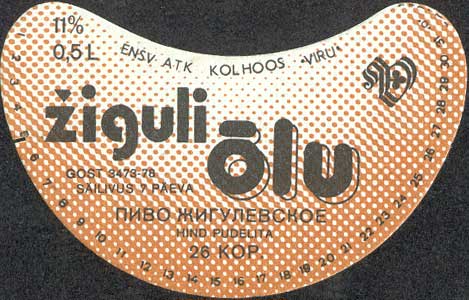 11%
0,5 L
ENSV ATK KOLHOOS "VIRU"
žiguli
õlu
GOST 3473-78
SÄILIVUS 7 PÄEVA
ПИВО ЖИГУЛЕВСКОЕ
HIND PUDELITA
26 KOP.
1 2 3 4 5 6 7 8 9 10 11 12 13 14 15 16 17 18 19 20 21 22 23 24 25 26 27 28 29 30